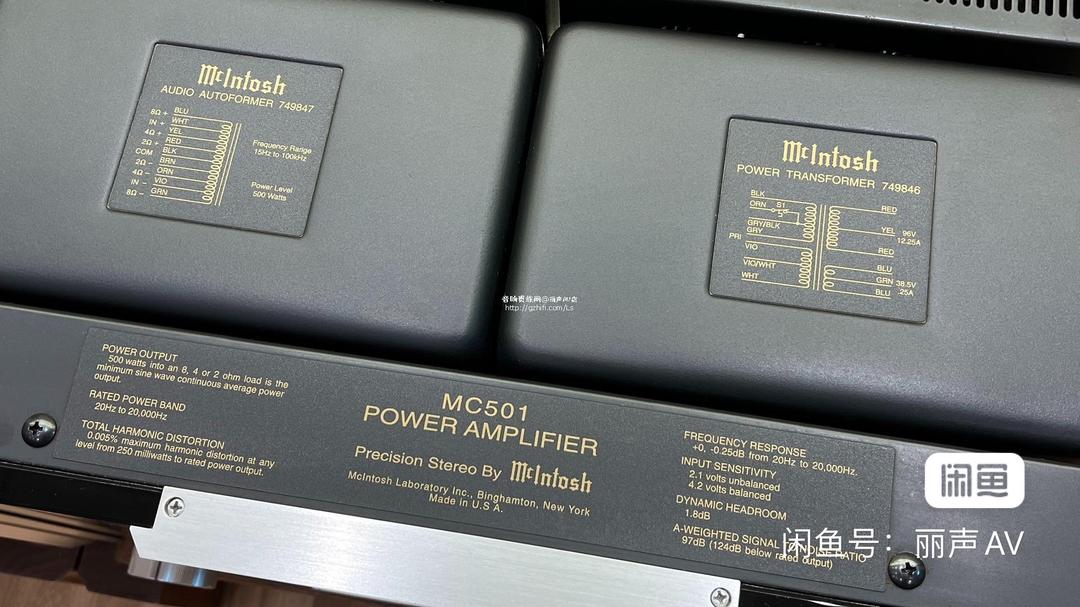 McIntosh
AUDIO AUTOFORMER 749847
8Ω + BLU
IN + WHT
4Ω + YEL
2Ω + RED
COM BLK
2Ω − BRN
4Ω − ORN
IN − VIO
8Ω − GRN
Frequency Range
15Hz to 100kHz
Power Level
500 Watts
McIntosh
POWER TRANSFORMER 749846
BLK
ORN S1
GRY/BLK
GRY
PRI
VIO
VIO/WHT
WHT
RED
YEL 96V
12.25A
RED
BLU
GRN 38.5V
BLU .25A
http://gzhifi.com/Ls
POWER OUTPUT
500 watts into an 8, 4 or 2 ohm load is the
minimum sine wave continuous average power
output.
RATED POWER BAND
20Hz to 20,000Hz
TOTAL HARMONIC DISTORTION
0.005% maximum harmonic distortion at any
level from 250 milliwatts to rated power output.
MC501
POWER AMPLIFIER
Precision Stereo By McIntosh
McIntosh Laboratory Inc., Binghamton, New York
Made in U.S.A.
FREQUENCY RESPONSE
+0, -0.25dB from 20Hz to 20,000Hz.
INPUT SENSITIVITY
2.1 volts unbalanced
4.2 volts balanced
DYNAMIC HEADROOM
1.8dB
A-WEIGHTED SIGNAL RATIO
97dB (124dB below rated output)
闲鱼
闲鱼号：丽声 AV